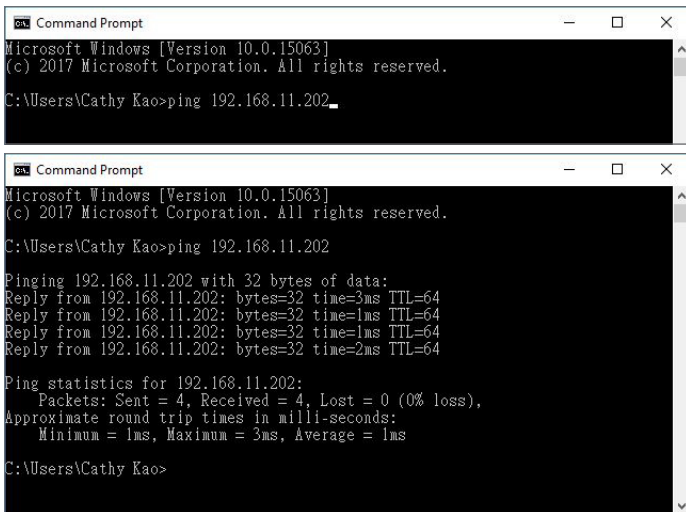 Command Prompt
Microsoft Windows [Version 10.0.15063]
(c) 2017 Microsoft Corporation. All rights reserved.
C:\Users\Cathy Kao>ping 192.168.11.202
Command Prompt
Microsoft Windows [Version 10.0.15063]
(c) 2017 Microsoft Corporation. All rights reserved.
C:\Users\Cathy Kao>ping 192.168.11.202
Pinging 192.168.11.202 with 32 bytes of data:
Reply from 192.168.11.202: bytes=32 time=3ms TTL=64
Reply from 192.168.11.202: bytes=32 time=1ms TTL=64
Reply from 192.168.11.202: bytes=32 time=1ms TTL=64
Reply from 192.168.11.202: bytes=32 time=2ms TTL=64
Ping statistics for 192.168.11.202:
Packets: Sent = 4, Received = 4, Lost = 0 (0% loss),
Approximate round trip times in milli-seconds:
Minimum = 1ms, Maximum = 3ms, Average = 1ms
C:\Users\Cathy Kao>